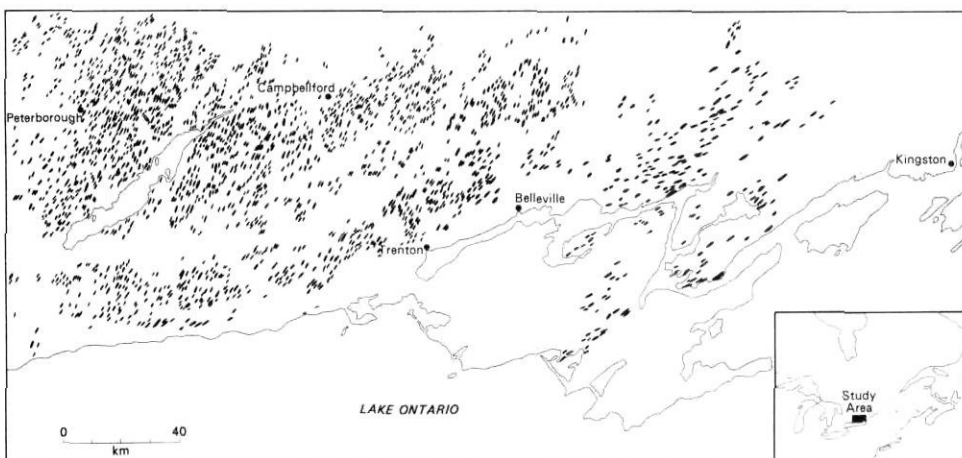 Campbellford
Peterborough
Kingston
Belleville
Trenton
LAKE ONTARIO
Study
Area
0 40
km